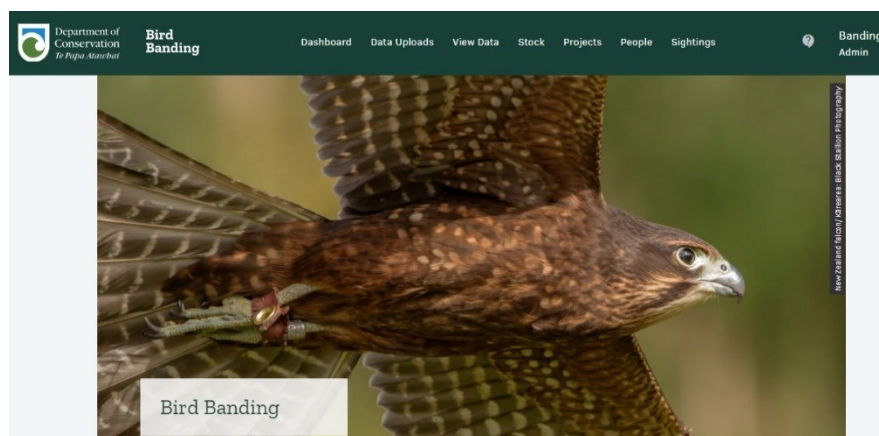 Department of
Conservation
Te Papa Atawhai
Bird
Banding
Dashboard Data Uploads View Data Stock Projects People Sightings
?
Banding
Admin
New Zealand falcon/ Kārearea: Black Stallion Photography
Bird Banding